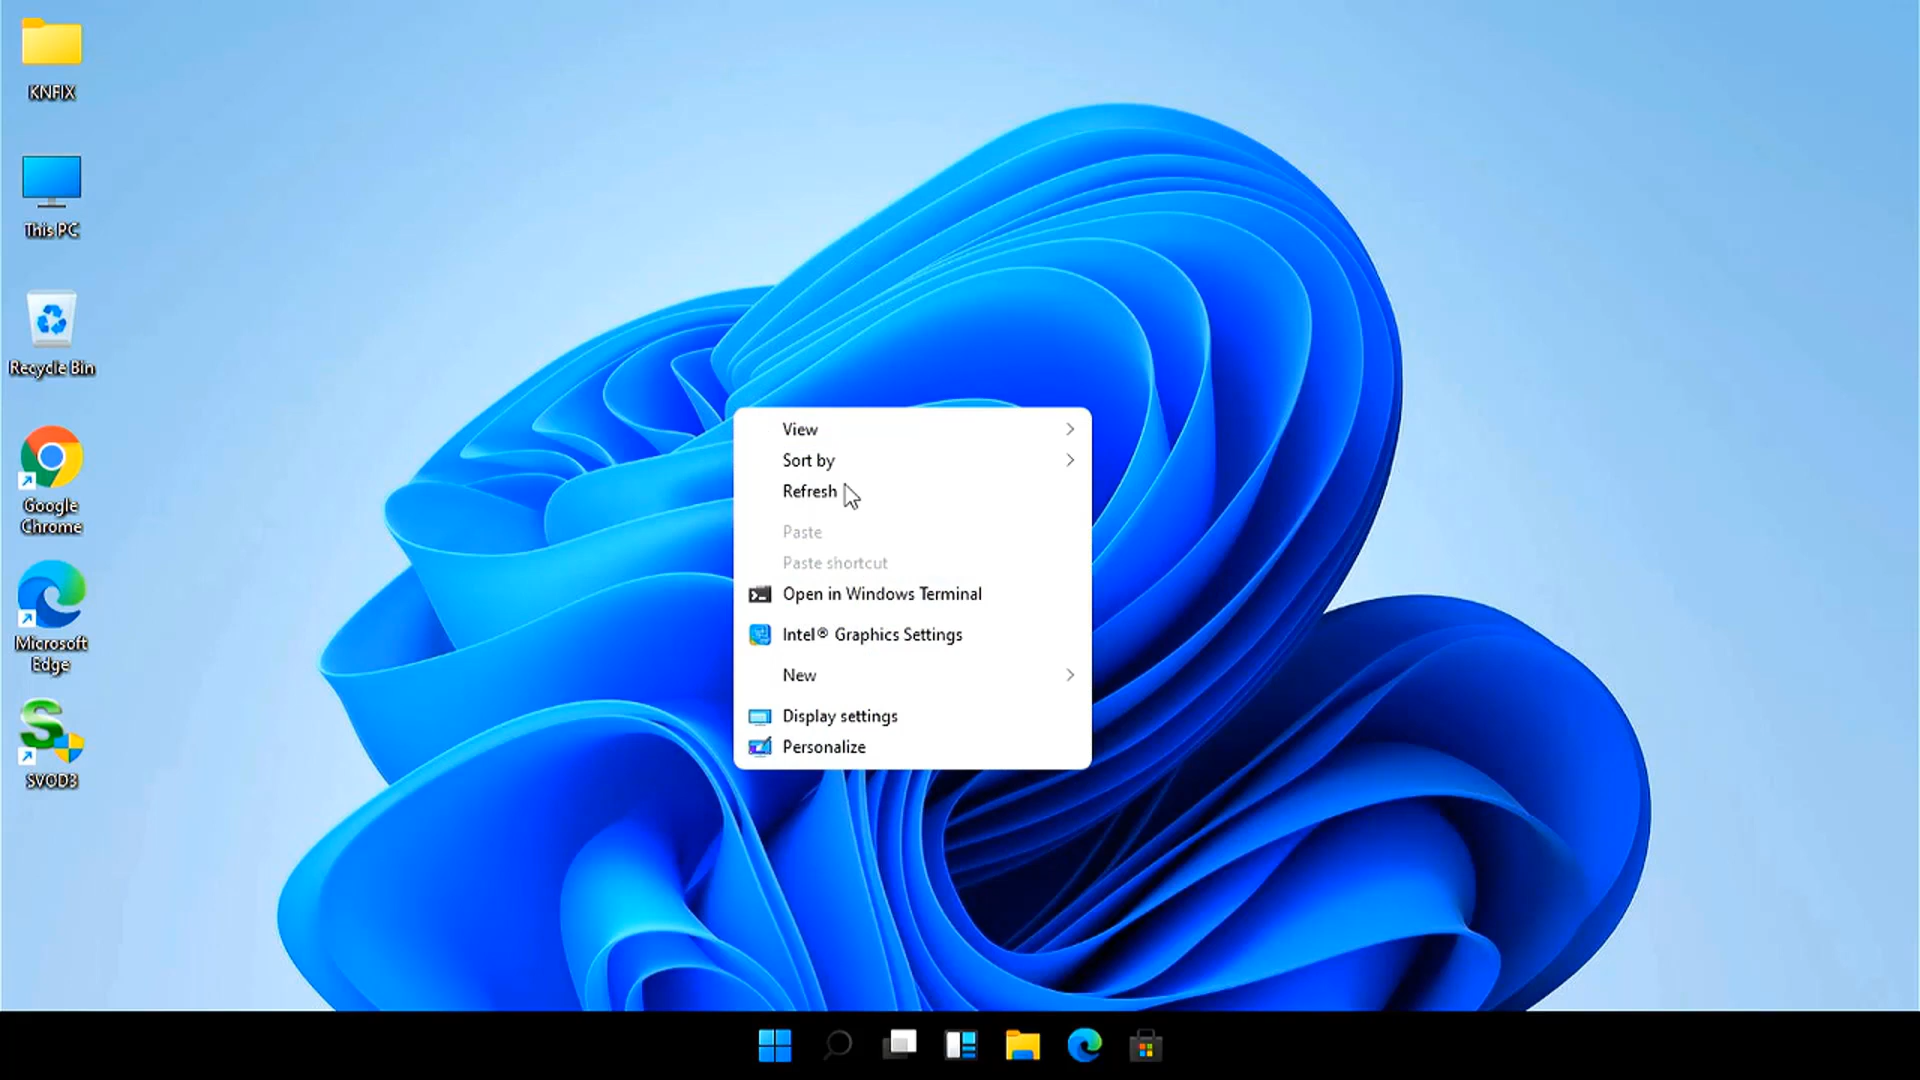 KNFIX
This PC
Recycle Bin
Google
Chrome
Microsoft
Edge
SVOD3
View
Sort by
Refresh
Paste
Paste shortcut
Open in Windows Terminal
Intel® Graphics Settings
New
Display settings
Personalize